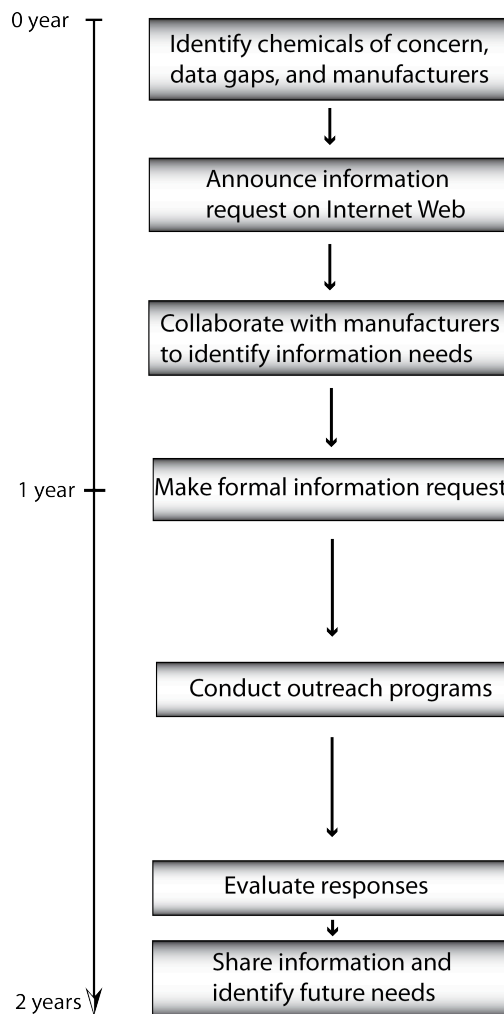 0 year
Identify chemicals of concern,
data gaps, and manufacturers
Announce information
request on Internet Web
Collaborate with manufacturers
to identify information needs
1 year
Make formal information request
Conduct outreach programs
Evaluate responses
Share information and
identify future needs
2 years